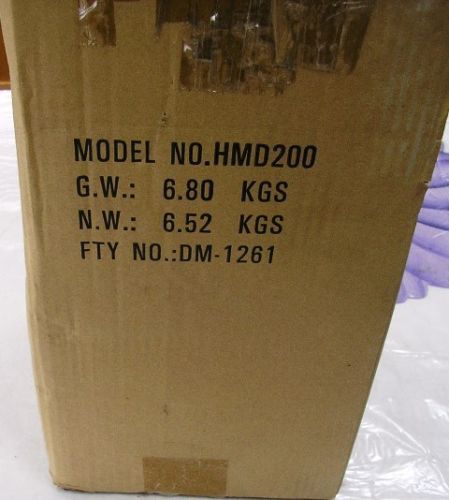 MODEL NO.HMD200
G.W.: 6.80 KGS
N.W.: 6.52 KGS
FTY NO.:DM-1261